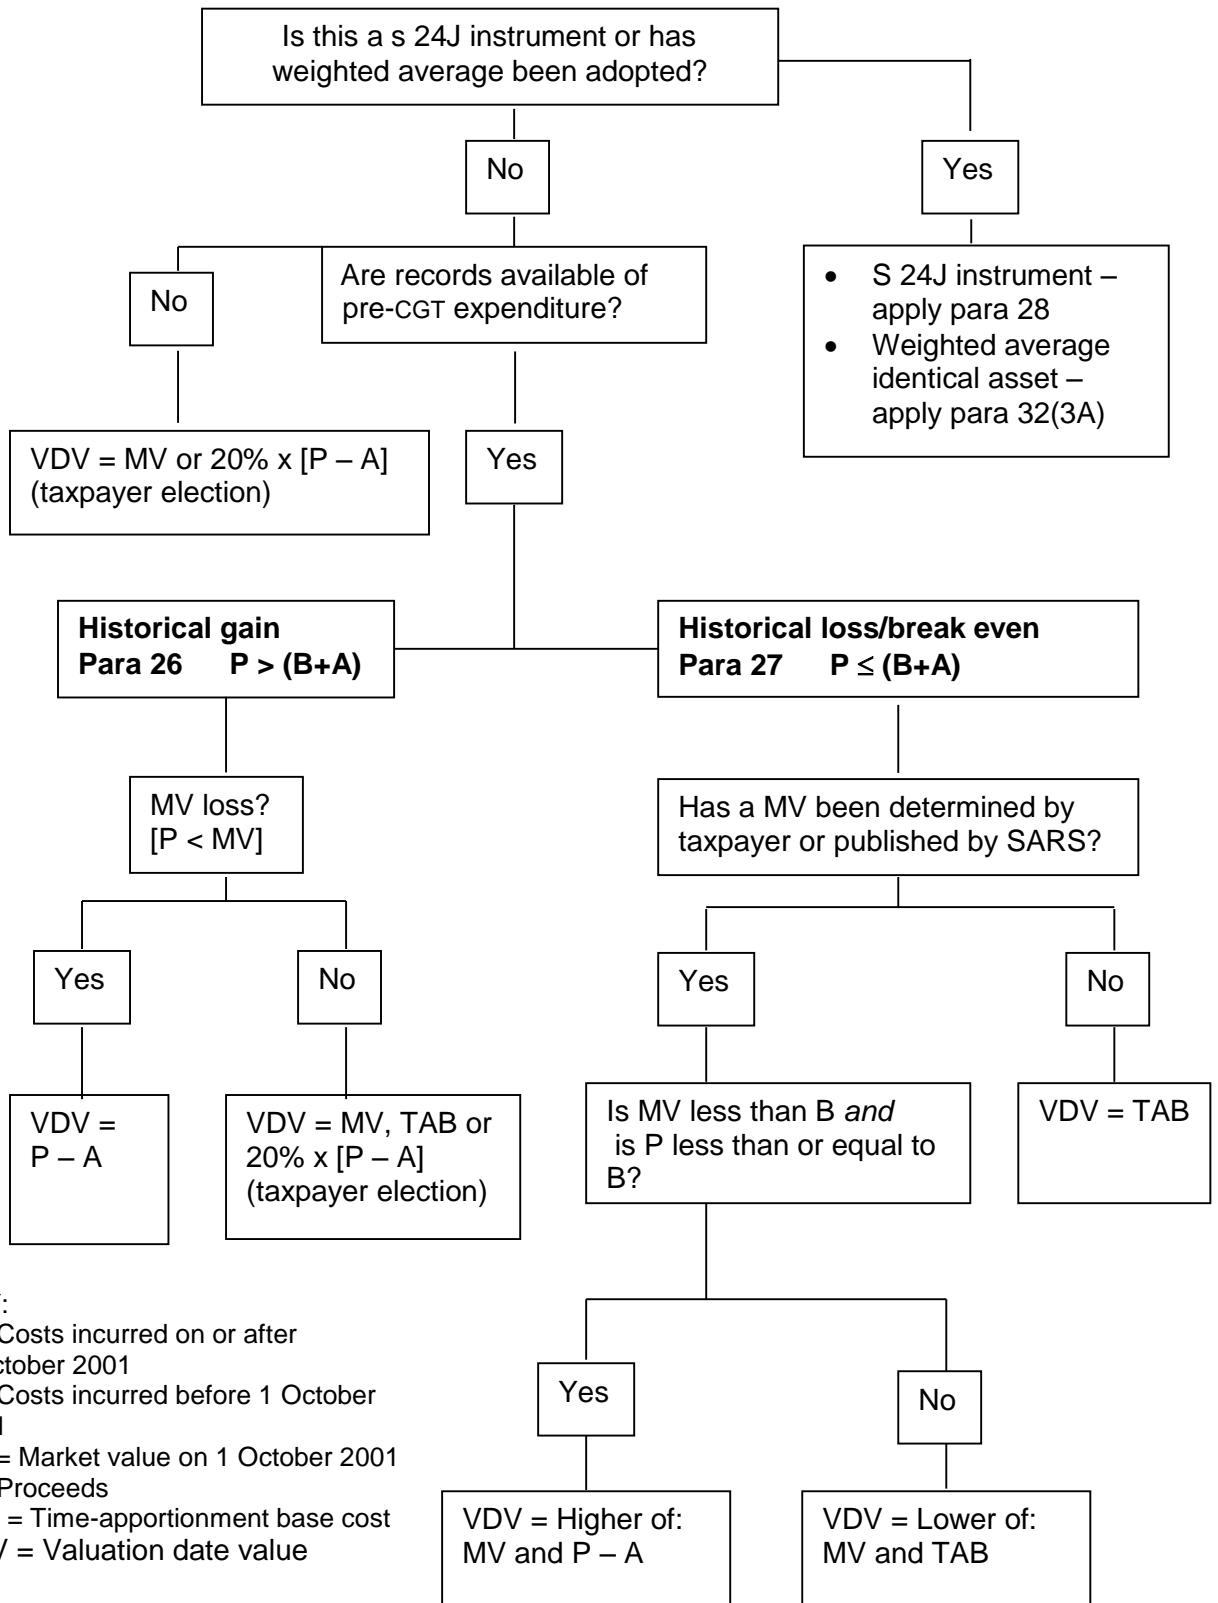 Is this a s 24J instrument or has
weighted average been adopted?
No
Yes
No
Are records available of
pre-CGT expenditure?
• S 24J instrument –
apply para 28
• Weighted average
identical asset –
apply para 32(3A)
VDV = MV or 20% x [P – A]
(taxpayer election)
Yes
Historical gain
Para 26 P > (B+A)
Historical loss/break even
Para 27 P ≤ (B+A)
MV loss?
[P < MV]
Has a MV been determined by
taxpayer or published by SARS?
Yes
No
Yes
No
VDV =
P – A
VDV = MV, TAB or
20% x [P – A]
(taxpayer election)
Is MV less than B and
is P less than or equal to
B?
VDV = TAB
Costs incurred on or after
October 2001
Costs incurred before 1 October
= Market value on 1 October 2001
Proceeds
= Time-apportionment base cost
= Valuation date value
Yes
No
VDV = Higher of:
MV and P – A
VDV = Lower of:
MV and TAB